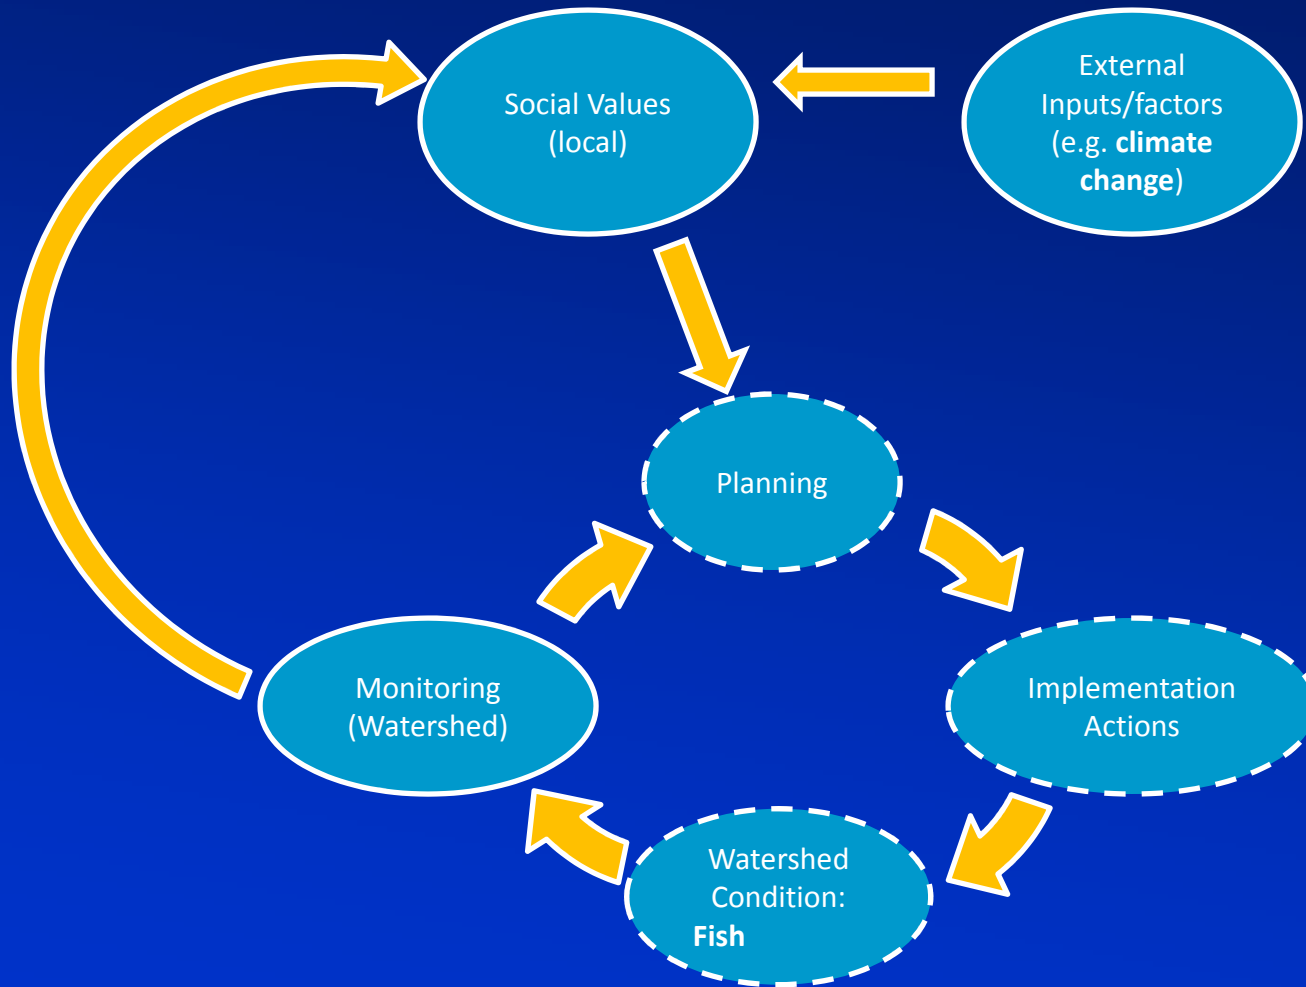 Social Values
(local)
External
Inputs/factors
(e.g. climate
change)
Planning
Monitoring
(Watershed)
Implementation
Actions
Watershed
Condition:
Fish